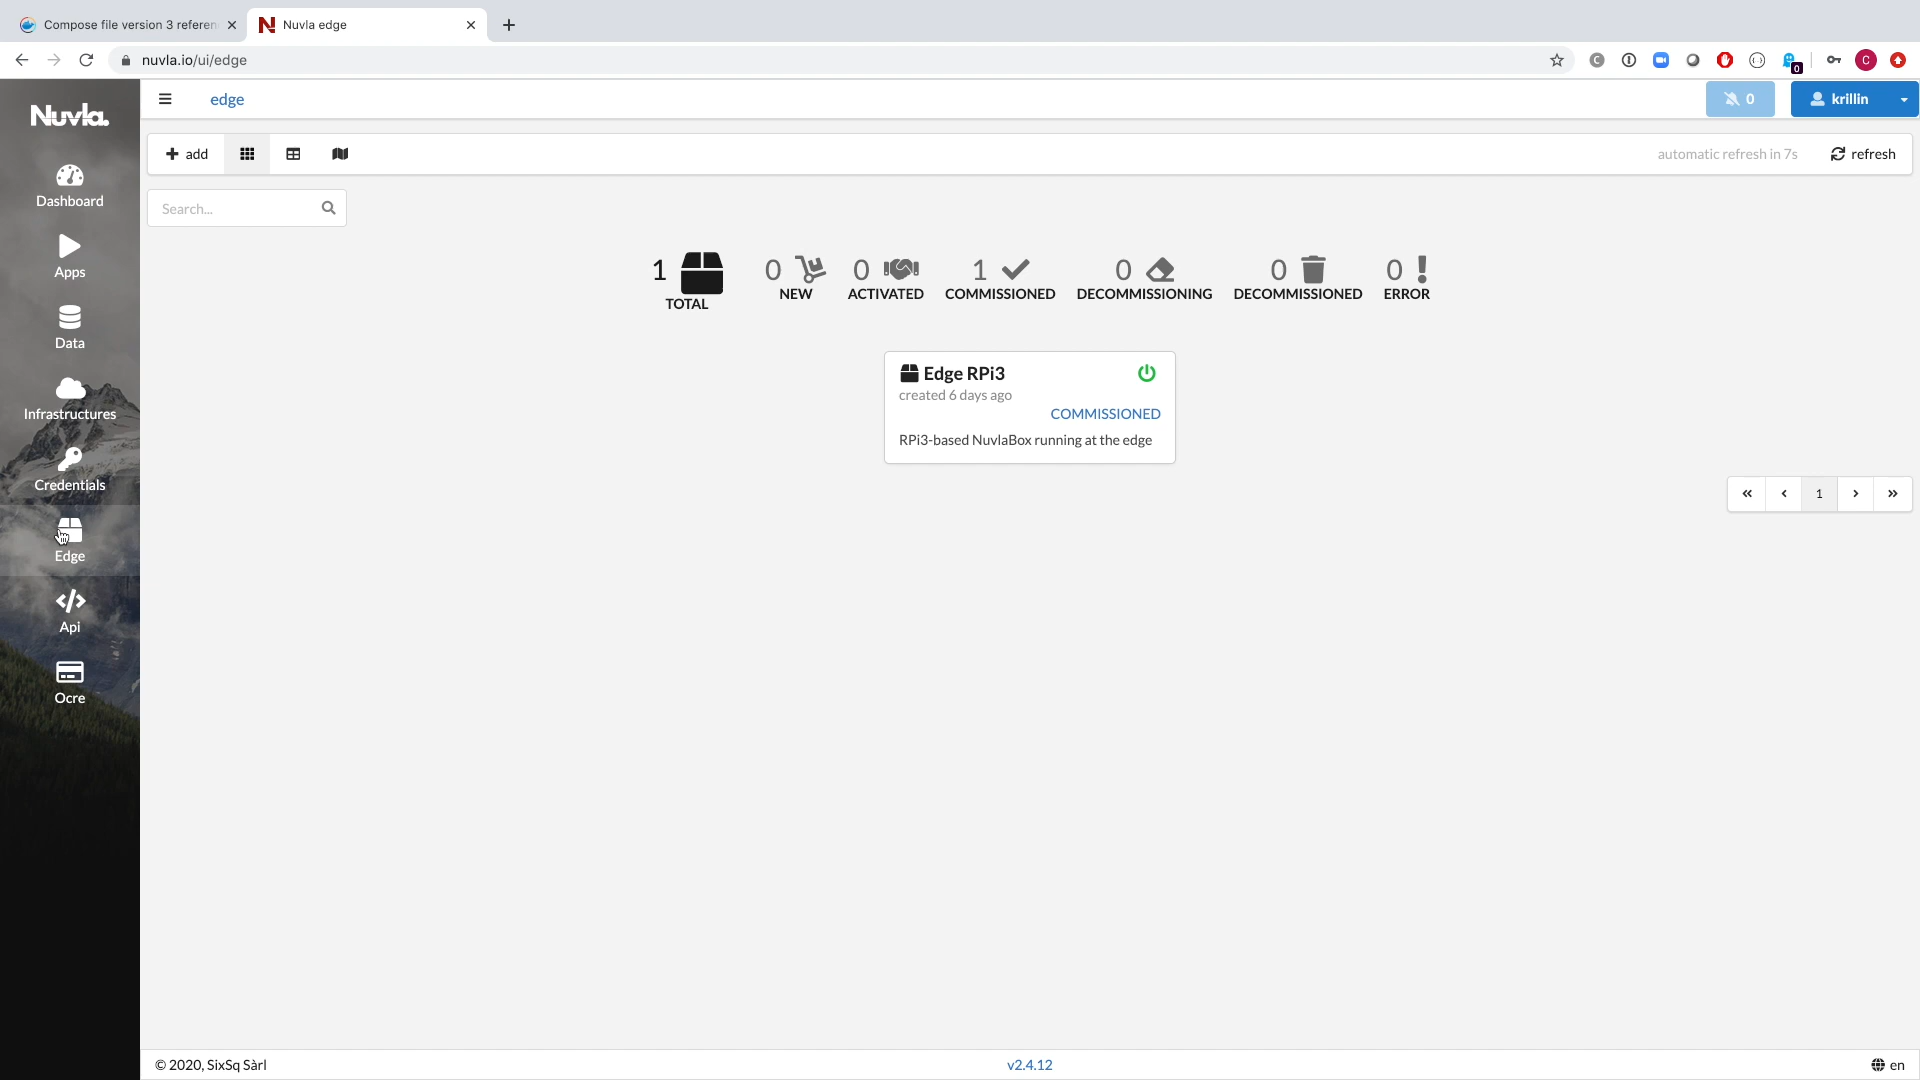 Compose file version 3 referen
Nuvla edge
nuvla.io/ui/edge
C
0
Nuvla.
edge
0
krillin
add
automatic refresh in 7s
refresh
Dashboard
Search...
Apps
1
TOTAL
0
NEW
0
ACTIVATED
1
COMMISSIONED
0
DECOMMISSIONING
0
DECOMMISSIONED
0
ERROR
Data
Edge RPi3
created 6 days ago
COMMISSIONED
RPi3-based NuvlaBox running at the edge
Infrastructures
Credentials
« ‹ 1 › »
Edge
Api
Ocre
© 2020, SixSq Sàrl
v2.4.12
en